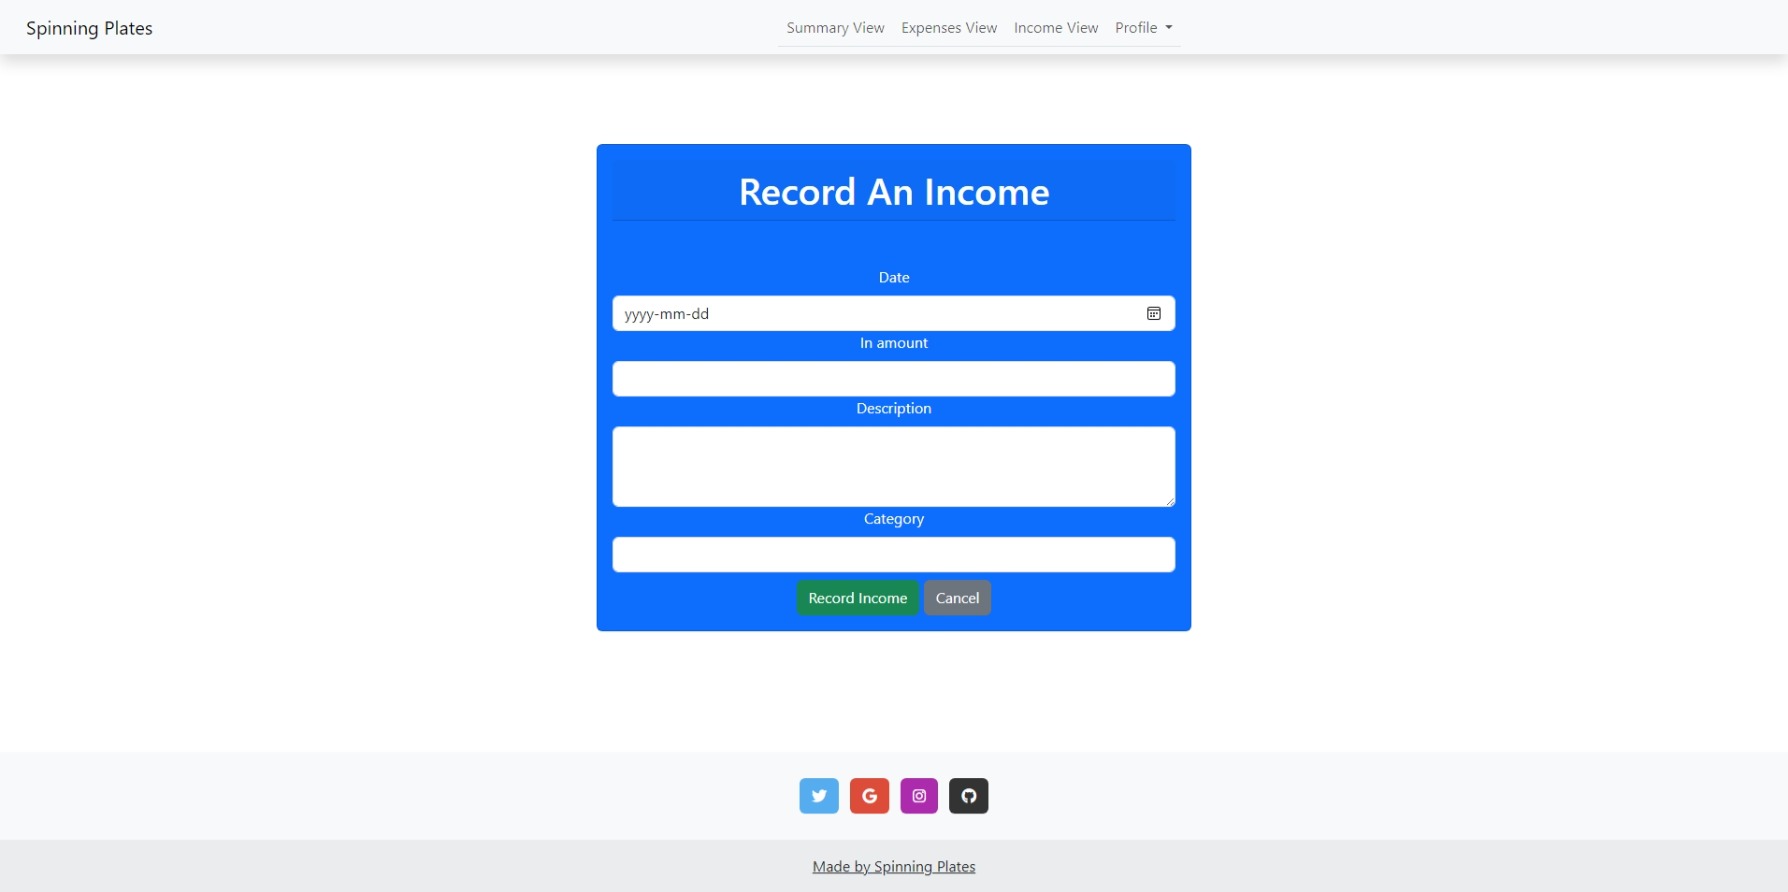 Spinning Plates
Summary View Expenses View Income View Profile
Record An Income
Date
yyyy-mm-dd
In amount
Description
Category
Record Income Cancel
Made by Spinning Plates